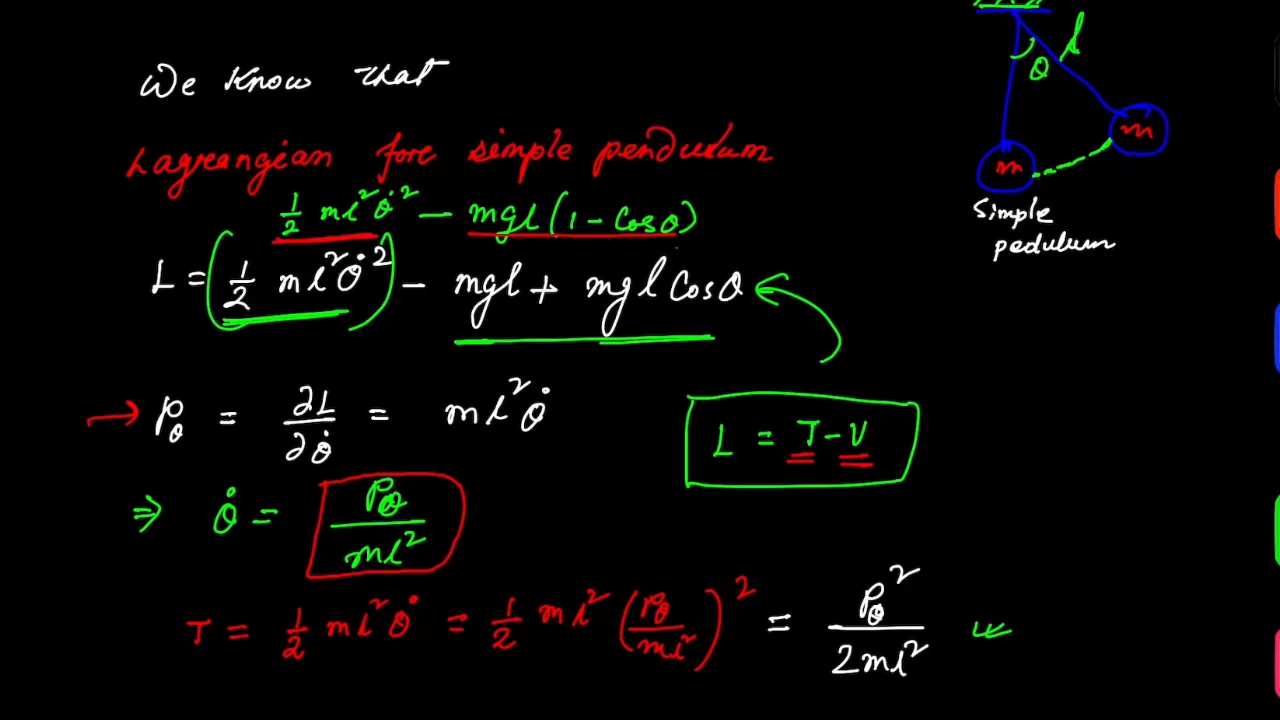 We know that
Lagreangian fore simple pendulum
1/2 ml²θ̇² – mgl(1 – Cosθ)
L = (1/2 ml²θ̇²) – mgl + mgl Cosθ
→ Pθ = ∂L/∂θ̇ = ml²θ̇
L = T – V
⇒ θ̇ = Pθ/ml²
T = 1/2 ml²θ̇ = 1/2 ml² (Pθ/ml²)² = Pθ²/2ml²
θ l
m
m
Simple
pedulum